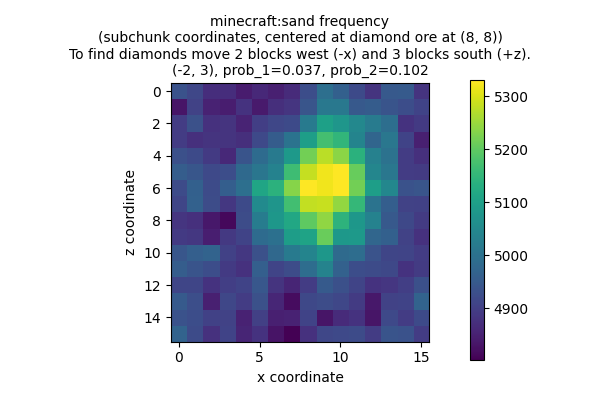 minecraft:sand frequency
(subchunk coordinates, centered at diamond ore at (8, 8))
To find diamonds move 2 blocks west (-x) and 3 blocks south (+z).
(-2, 3), prob_1=0.037, prob_2=0.102
0
2
4
6
8
10
12
14
z coordinate
0
5
10
15
x coordinate
5300
5200
5100
5000
4900